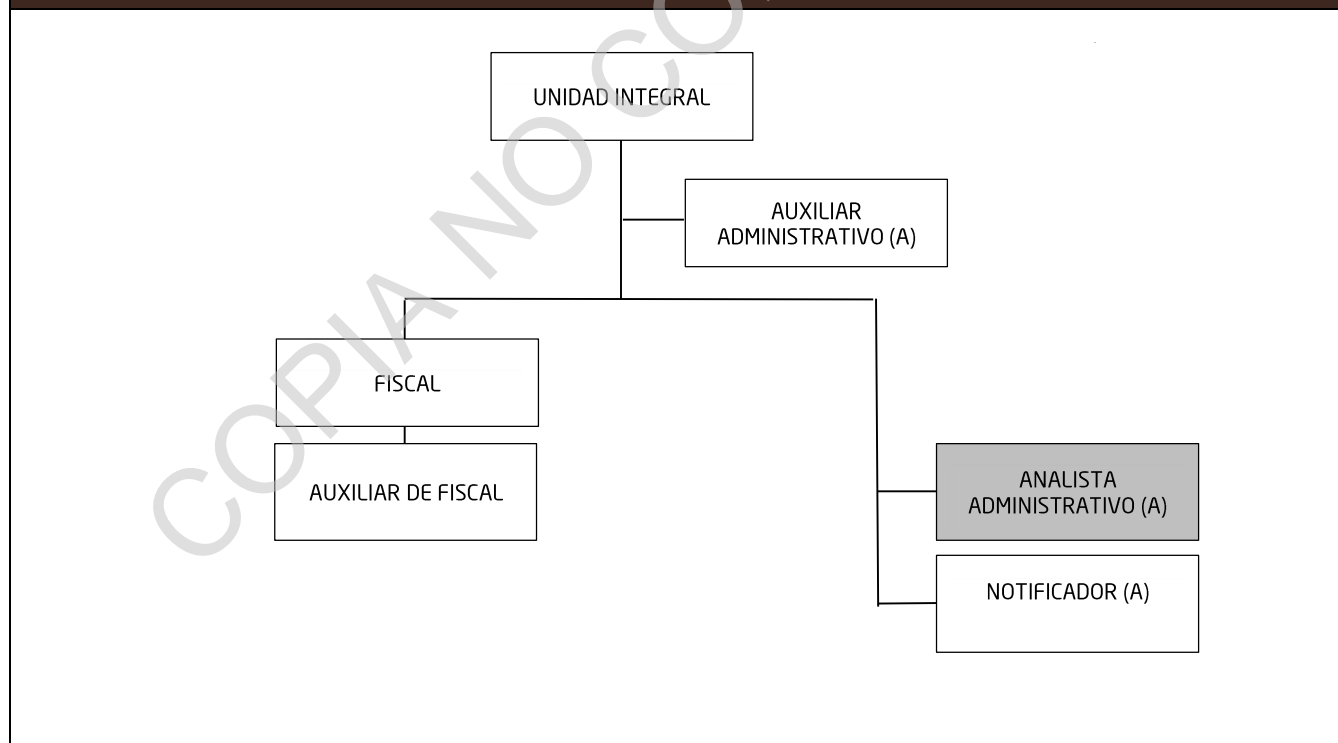 UNIDAD INTEGRAL
AUXILIAR
ADMINISTRATIVO (A)
FISCAL
AUXILIAR DE FISCAL
ANALISTA
ADMINISTRATIVO (A)
NOTIFICADOR (A)
COPIA NO CO